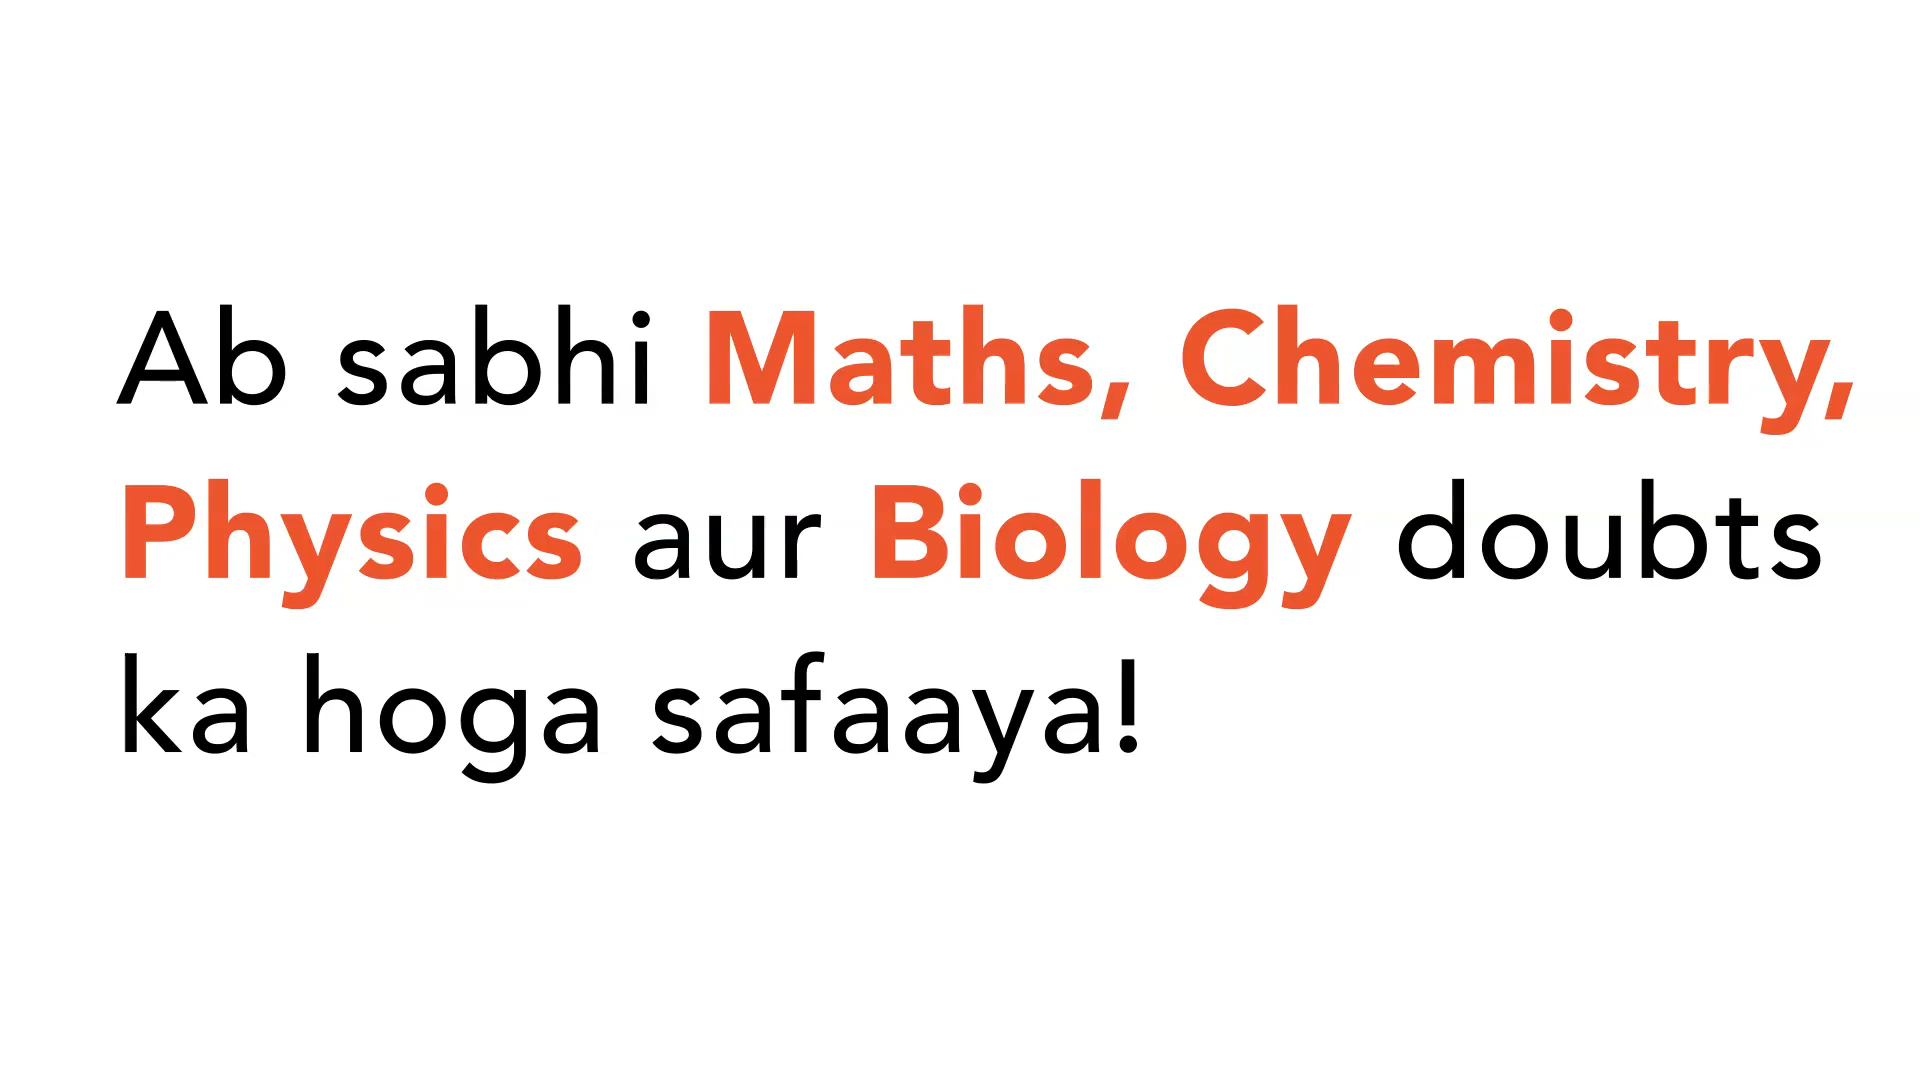 Ab sabhi Maths, Chemistry,
Physics aur Biology doubts
ka hoga safaaya!